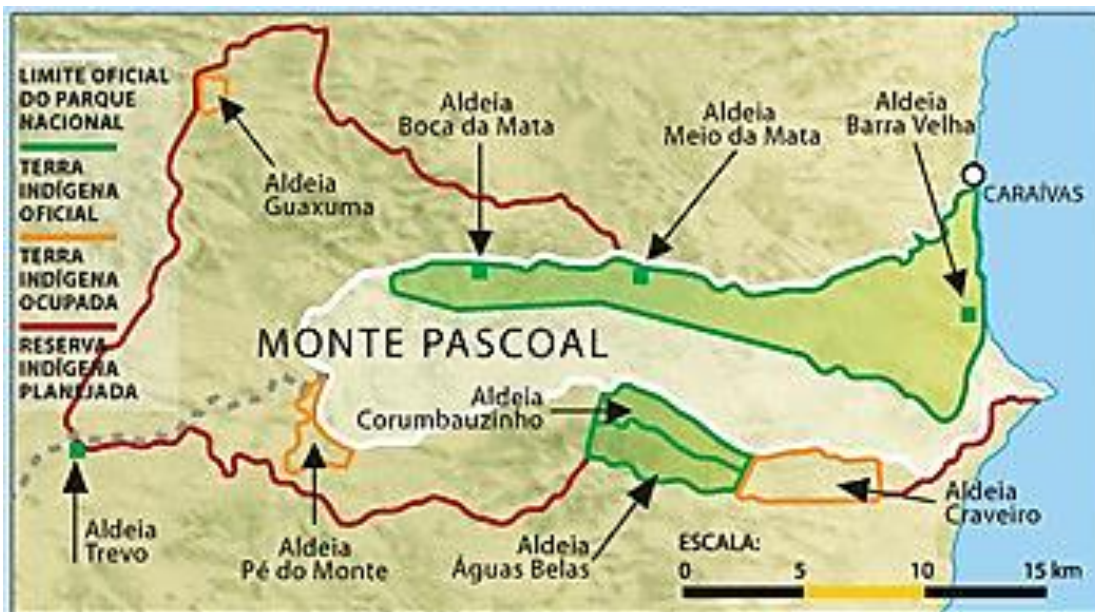 LIMITE OFICIAL
DO PARQUE
NACIONAL
TERRA
INDÍGENA
OFICIAL
TERRA
INDÍGENA
OCUPADA
RESERVA
INDÍGENA
PLANEJADA
Aldeia
Guaxuma
Aldeia
Boca da Mata
Aldeia
Meio da Mata
Aldeia
Barra Velha
CARAÍVAS
MONTE PASCOAL
Aldeia
Corumbauzinho
Aldeia
Trevo
Aldeia
Pé do Monte
Aldeia
Águas Belas
Aldeia
Craveiro
ESCALA:
0 5 10 15 km